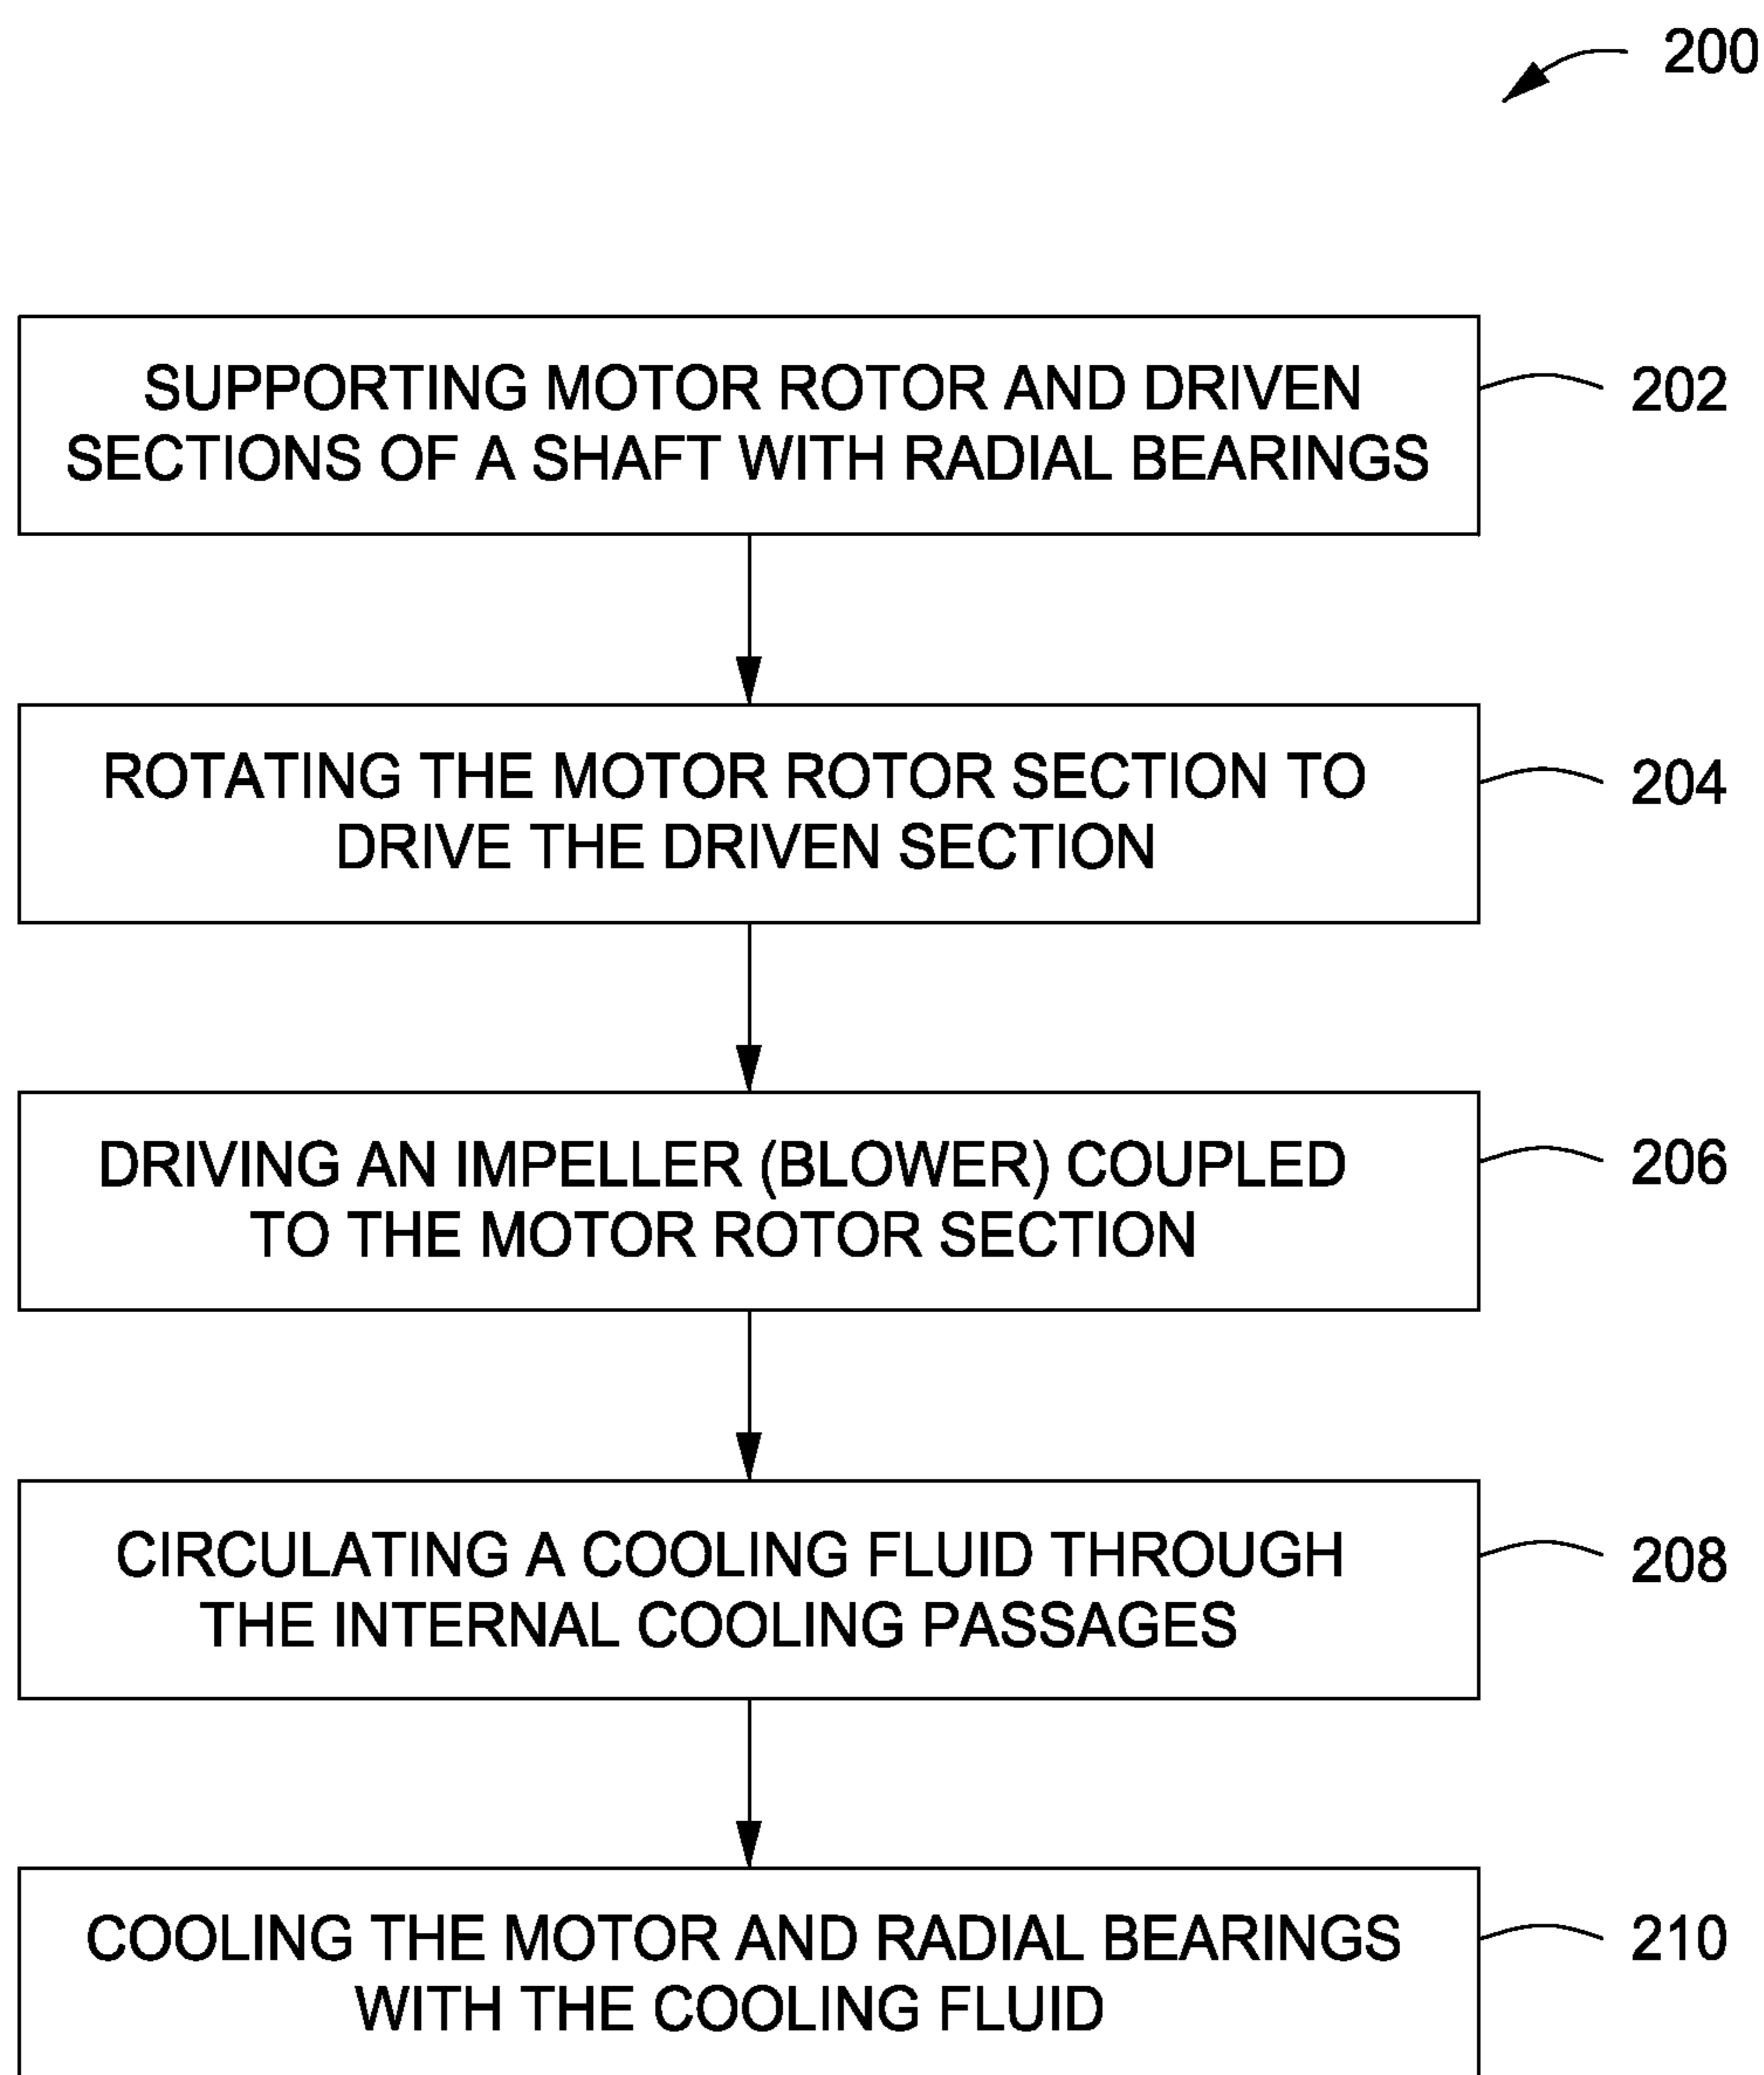 200
SUPPORTING MOTOR ROTOR AND DRIVEN
SECTIONS OF A SHAFT WITH RADIAL BEARINGS
202
ROTATING THE MOTOR ROTOR SECTION TO
DRIVE THE DRIVEN SECTION
204
DRIVING AN IMPELLER (BLOWER) COUPLED
TO THE MOTOR ROTOR SECTION
206
CIRCULATING A COOLING FLUID THROUGH
THE INTERNAL COOLING PASSAGES
208
COOLING THE MOTOR AND RADIAL BEARINGS
WITH THE COOLING FLUID
210